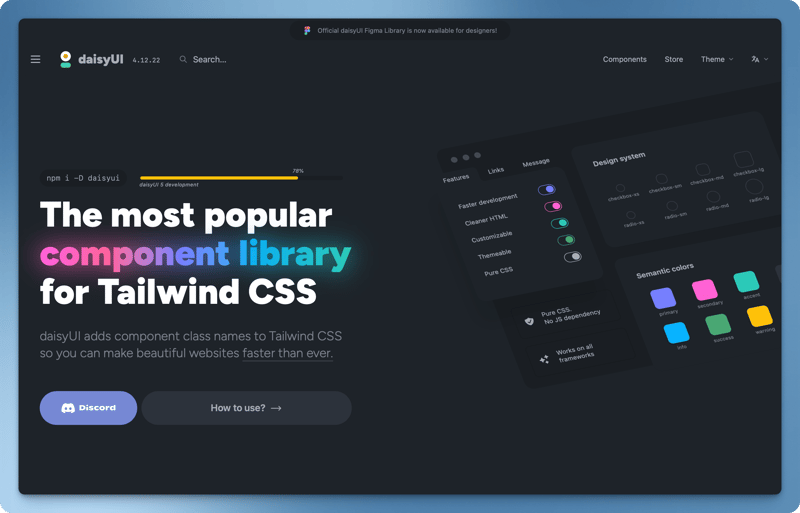 Official daisyUI Figma Library is now available for designers!
daisyUI 4.12.22
Search...
Components
Store
Theme
npm i -D daisyui
78%
daisyUI 5 development
The most popular
component library
for Tailwind CSS
daisyUI adds component class names to Tailwind CSS
so you can make beautiful websites faster than ever.
Discord
How to use? →
Features
Links
Message
Faster development
Cleaner HTML
Customizable
Themeable
Pure CSS
Design system
checkbox-xs
checkbox-sm
checkbox-md
checkbox-lg
radio-xs
radio-sm
radio-md
radio-lg
Pure CSS.
No JS dependency
Works on all
frameworks
Semantic colors
primary
secondary
accent
info
success
warning